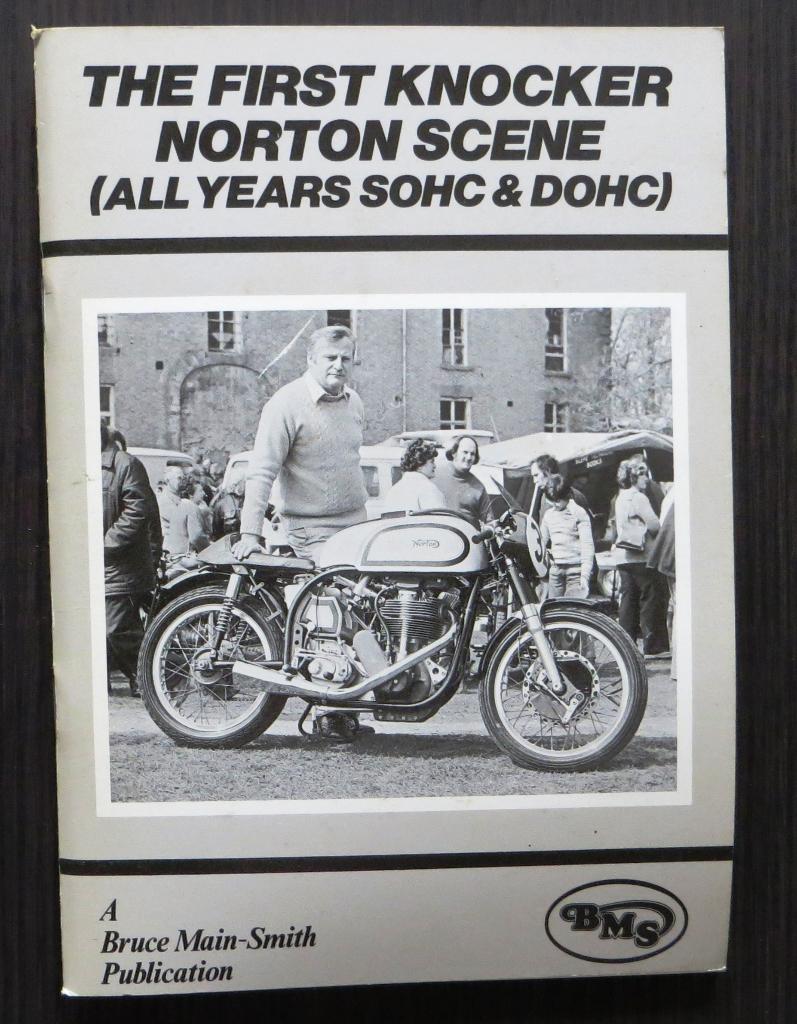 THE FIRST KNOCKER
NORTON SCENE
(ALL YEARS SOHC & DOHC)
Norton
A
Bruce Main-Smith
Publication
BMS